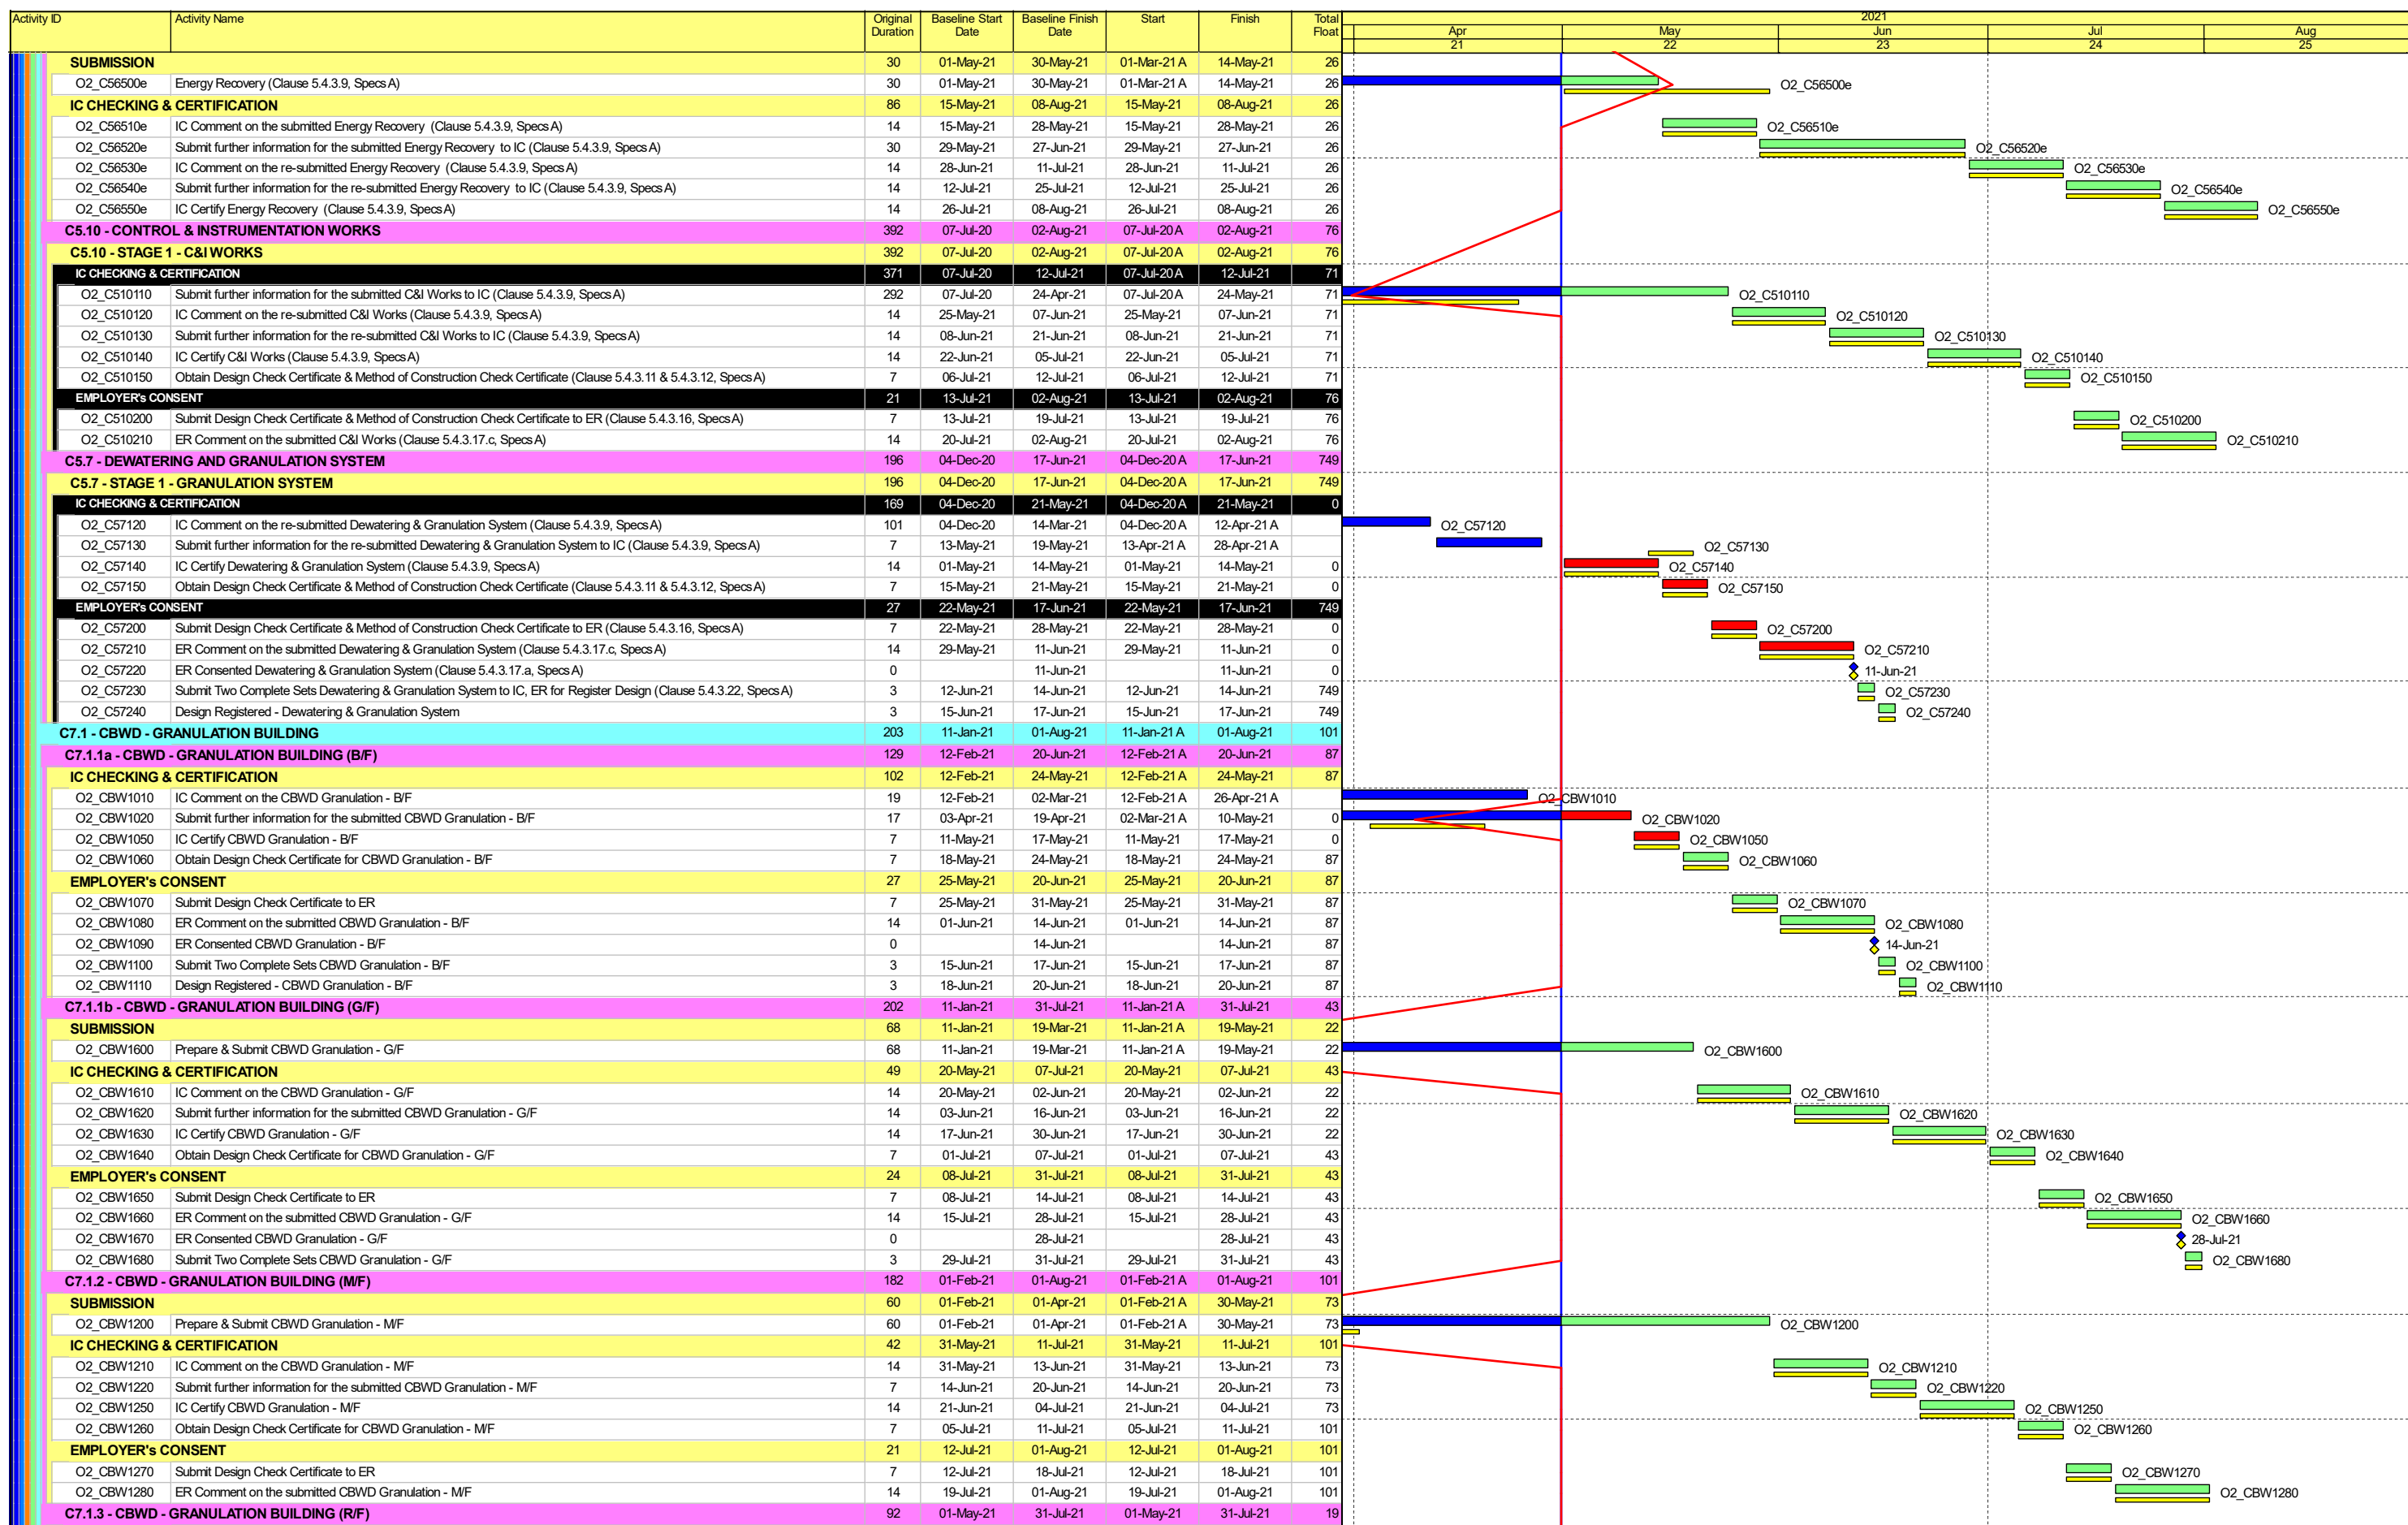 Activity ID Activity Name Original Duration Baseline Start Date Baseline Finish Date Start Finish Total Float 2021
Apr May Jun Jul Aug
21 22 23 24 25
SUBMISSION 30 01-May-21 30-May-21 01-Mar-21 A 14-May-21 26
O2_C56500e Energy Recovery (Clause 5.4.3.9, Specs A) 30 01-May-21 30-May-21 01-Mar-21 A 14-May-21 26 O2_C56500e
IC CHECKING & CERTIFICATION 86 15-May-21 08-Aug-21 15-May-21 08-Aug-21 26
O2_C56510e IC Comment on the submitted Energy Recovery (Clause 5.4.3.9, Specs A) 14 15-May-21 28-May-21 15-May-21 28-May-21 26 O2_C56510e
O2_C56520e Submit further information for the submitted Energy Recovery to IC (Clause 5.4.3.9, Specs A) 30 29-May-21 27-Jun-21 29-May-21 27-Jun-21 26 O2_C56520e
O2_C56530e IC Comment on the re-submitted Energy Recovery (Clause 5.4.3.9, Specs A) 14 28-Jun-21 11-Jul-21 28-Jun-21 11-Jul-21 26 O2_C56530e
O2_C56540e Submit further information for the re-submitted Energy Recovery to IC (Clause 5.4.3.9, Specs A) 14 12-Jul-21 25-Jul-21 12-Jul-21 25-Jul-21 26 O2_C56540e
O2_C56550e IC Certify Energy Recovery (Clause 5.4.3.9, Specs A) 14 26-Jul-21 08-Aug-21 26-Jul-21 08-Aug-21 26 O2_C56550e
C5.10 - CONTROL & INSTRUMENTATION WORKS 392 07-Jul-20 02-Aug-21 07-Jul-20 A 02-Aug-21 76
C5.10 - STAGE 1 - C&I WORKS 392 07-Jul-20 02-Aug-21 07-Jul-20 A 02-Aug-21 76
IC CHECKING & CERTIFICATION 371 07-Jul-20 12-Jul-21 07-Jul-20 A 12-Jul-21 71
O2_C510110 Submit further information for the submitted C&I Works to IC (Clause 5.4.3.9, Specs A) 292 07-Jul-20 24-Apr-21 07-Jul-20 A 24-May-21 71 O2_C510110
O2_C510120 IC Comment on the re-submitted C&I Works (Clause 5.4.3.9, Specs A) 14 25-May-21 07-Jun-21 25-May-21 07-Jun-21 71 O2_C510120
O2_C510130 Submit further information for the re-submitted C&I Works to IC (Clause 5.4.3.9, Specs A) 14 08-Jun-21 21-Jun-21 08-Jun-21 21-Jun-21 71 O2_C510130
O2_C510140 IC Certify C&I Works (Clause 5.4.3.9, Specs A) 14 22-Jun-21 05-Jul-21 22-Jun-21 05-Jul-21 71 O2_C510140
O2_C510150 Obtain Design Check Certificate & Method of Construction Check Certificate (Clause 5.4.3.11 & 5.4.3.12, Specs A) 7 06-Jul-21 12-Jul-21 06-Jul-21 12-Jul-21 71 O2_C510150
EMPLOYER's CONSENT 21 13-Jul-21 02-Aug-21 13-Jul-21 02-Aug-21 76
O2_C510200 Submit Design Check Certificate & Method of Construction Check Certificate to ER (Clause 5.4.3.16, Specs A) 7 13-Jul-21 19-Jul-21 13-Jul-21 19-Jul-21 76 O2_C510200
O2_C510210 ER Comment on the submitted C&I Works (Clause 5.4.3.17.c, Specs A) 14 20-Jul-21 02-Aug-21 20-Jul-21 02-Aug-21 76 O2_C510210
C5.7 - DEWATERING AND GRANULATION SYSTEM 196 04-Dec-20 17-Jun-21 04-Dec-20 A 17-Jun-21 749
C5.7 - STAGE 1 - GRANULATION SYSTEM 196 04-Dec-20 17-Jun-21 04-Dec-20 A 17-Jun-21 749
IC CHECKING & CERTIFICATION 169 04-Dec-20 21-May-21 04-Dec-20 A 21-May-21 0
O2_C57120 IC Comment on the re-submitted Dewatering & Granulation System (Clause 5.4.3.9, Specs A) 101 04-Dec-20 14-Mar-21 04-Dec-20 A 12-Apr-21 A O2_C57120
O2_C57130 Submit further information for the re-submitted Dewatering & Granulation System to IC (Clause 5.4.3.9, Specs A) 7 13-May-21 19-May-21 13-Apr-21 A 28-Apr-21 A O2_C57130
O2_C57140 IC Certify Dewatering & Granulation System (Clause 5.4.3.9, Specs A) 14 01-May-21 14-May-21 01-May-21 14-May-21 0 O2_C57140
O2_C57150 Obtain Design Check Certificate & Method of Construction Check Certificate (Clause 5.4.3.11 & 5.4.3.12, Specs A) 7 15-May-21 21-May-21 15-May-21 21-May-21 0 O2_C57150
EMPLOYER's CONSENT 27 22-May-21 17-Jun-21 22-May-21 17-Jun-21 749
O2_C57200 Submit Design Check Certificate & Method of Construction Check Certificate to ER (Clause 5.4.3.16, Specs A) 7 22-May-21 28-May-21 22-May-21 28-May-21 0 O2_C57200
O2_C57210 ER Comment on the submitted Dewatering & Granulation System (Clause 5.4.3.17.c, Specs A) 14 29-May-21 11-Jun-21 29-May-21 11-Jun-21 0 O2_C57210
O2_C57220 ER Consented Dewatering & Granulation System (Clause 5.4.3.17.a, Specs A) 0 11-Jun-21 11-Jun-21 0 11-Jun-21
O2_C57230 Submit Two Complete Sets Dewatering & Granulation System to IC, ER for Register Design (Clause 5.4.3.22, Specs A) 3 12-Jun-21 14-Jun-21 12-Jun-21 14-Jun-21 749 O2_C57230
O2_C57240 Design Registered - Dewatering & Granulation System 3 15-Jun-21 17-Jun-21 15-Jun-21 17-Jun-21 749 O2_C57240
C7.1 - CBWD - GRANULATION BUILDING 203 11-Jan-21 01-Aug-21 11-Jan-21 A 01-Aug-21 101
C7.1.1a - CBWD - GRANULATION BUILDING (B/F) 129 12-Feb-21 20-Jun-21 12-Feb-21 A 20-Jun-21 87
IC CHECKING & CERTIFICATION 102 12-Feb-21 24-May-21 12-Feb-21 A 24-May-21 87
O2_CBW1010 IC Comment on the CBWD Granulation - B/F 19 12-Feb-21 02-Mar-21 12-Feb-21 A 26-Apr-21 A O2_CBW1010
O2_CBW1020 Submit further information for the submitted CBWD Granulation - B/F 17 03-Apr-21 19-Apr-21 02-Mar-21 A 10-May-21 0 O2_CBW1020
O2_CBW1050 IC Certify CBWD Granulation - B/F 7 11-May-21 17-May-21 11-May-21 17-May-21 0 O2_CBW1050
O2_CBW1060 Obtain Design Check Certificate for CBWD Granulation - B/F 7 18-May-21 24-May-21 18-May-21 24-May-21 87 O2_CBW1060
EMPLOYER's CONSENT 27 25-May-21 20-Jun-21 25-May-21 20-Jun-21 87
O2_CBW1070 Submit Design Check Certificate to ER 7 25-May-21 31-May-21 25-May-21 31-May-21 87 O2_CBW1070
O2_CBW1080 ER Comment on the submitted CBWD Granulation - B/F 14 01-Jun-21 14-Jun-21 01-Jun-21 14-Jun-21 87 O2_CBW1080
O2_CBW1090 ER Consented CBWD Granulation - B/F 0 14-Jun-21 14-Jun-21 87 14-Jun-21
O2_CBW1100 Submit Two Complete Sets CBWD Granulation - B/F 3 15-Jun-21 17-Jun-21 15-Jun-21 17-Jun-21 87 O2_CBW1100
O2_CBW1110 Design Registered - CBWD Granulation - B/F 3 18-Jun-21 20-Jun-21 18-Jun-21 20-Jun-21 87 O2_CBW1110
C7.1.1b - CBWD - GRANULATION BUILDING (G/F) 202 11-Jan-21 31-Jul-21 11-Jan-21 A 31-Jul-21 43
SUBMISSION 68 11-Jan-21 19-Mar-21 11-Jan-21 A 19-May-21 22
O2_CBW1600 Prepare & Submit CBWD Granulation - G/F 68 11-Jan-21 19-Mar-21 11-Jan-21 A 19-May-21 22 O2_CBW1600
IC CHECKING & CERTIFICATION 49 20-May-21 07-Jul-21 20-May-21 07-Jul-21 43
O2_CBW1610 IC Comment on the CBWD Granulation - G/F 14 20-May-21 02-Jun-21 20-May-21 02-Jun-21 22 O2_CBW1610
O2_CBW1620 Submit further information for the submitted CBWD Granulation - G/F 14 03-Jun-21 16-Jun-21 03-Jun-21 16-Jun-21 22 O2_CBW1620
O2_CBW1630 IC Certify CBWD Granulation - G/F 14 17-Jun-21 30-Jun-21 17-Jun-21 30-Jun-21 22 O2_CBW1630
O2_CBW1640 Obtain Design Check Certificate for CBWD Granulation - G/F 7 01-Jul-21 07-Jul-21 01-Jul-21 07-Jul-21 43 O2_CBW1640
EMPLOYER's CONSENT 24 08-Jul-21 31-Jul-21 08-Jul-21 31-Jul-21 43
O2_CBW1650 Submit Design Check Certificate to ER 7 08-Jul-21 14-Jul-21 08-Jul-21 14-Jul-21 43 O2_CBW1650
O2_CBW1660 ER Comment on the submitted CBWD Granulation - G/F 14 15-Jul-21 28-Jul-21 15-Jul-21 28-Jul-21 43 O2_CBW1660
O2_CBW1670 ER Consented CBWD Granulation - G/F 0 28-Jul-21 28-Jul-21 43 28-Jul-21
O2_CBW1680 Submit Two Complete Sets CBWD Granulation - G/F 3 29-Jul-21 31-Jul-21 29-Jul-21 31-Jul-21 43 O2_CBW1680
C7.1.2 - CBWD - GRANULATION BUILDING (M/F) 182 01-Feb-21 01-Aug-21 01-Feb-21 A 01-Aug-21 101
SUBMISSION 60 01-Feb-21 01-Apr-21 01-Feb-21 A 30-May-21 73
O2_CBW1200 Prepare & Submit CBWD Granulation - M/F 60 01-Feb-21 01-Apr-21 01-Feb-21 A 30-May-21 73 O2_CBW1200
IC CHECKING & CERTIFICATION 42 31-May-21 11-Jul-21 31-May-21 11-Jul-21 101
O2_CBW1210 IC Comment on the CBWD Granulation - M/F 14 31-May-21 13-Jun-21 31-May-21 13-Jun-21 73 O2_CBW1210
O2_CBW1220 Submit further information for the submitted CBWD Granulation - M/F 7 14-Jun-21 20-Jun-21 14-Jun-21 20-Jun-21 73 O2_CBW1220
O2_CBW1250 IC Certify CBWD Granulation - M/F 14 21-Jun-21 04-Jul-21 21-Jun-21 04-Jul-21 73 O2_CBW1250
O2_CBW1260 Obtain Design Check Certificate for CBWD Granulation - M/F 7 05-Jul-21 11-Jul-21 05-Jul-21 11-Jul-21 101 O2_CBW1260
EMPLOYER's CONSENT 21 12-Jul-21 01-Aug-21 12-Jul-21 01-Aug-21 101
O2_CBW1270 Submit Design Check Certificate to ER 7 12-Jul-21 18-Jul-21 12-Jul-21 18-Jul-21 101 O2_CBW1270
O2_CBW1280 ER Comment on the submitted CBWD Granulation - M/F 14 19-Jul-21 01-Aug-21 19-Jul-21 01-Aug-21 101 O2_CBW1280
C7.1.3 - CBWD - GRANULATION BUILDING (R/F) 92 01-May-21 31-Jul-21 01-May-21 31-Jul-21 19